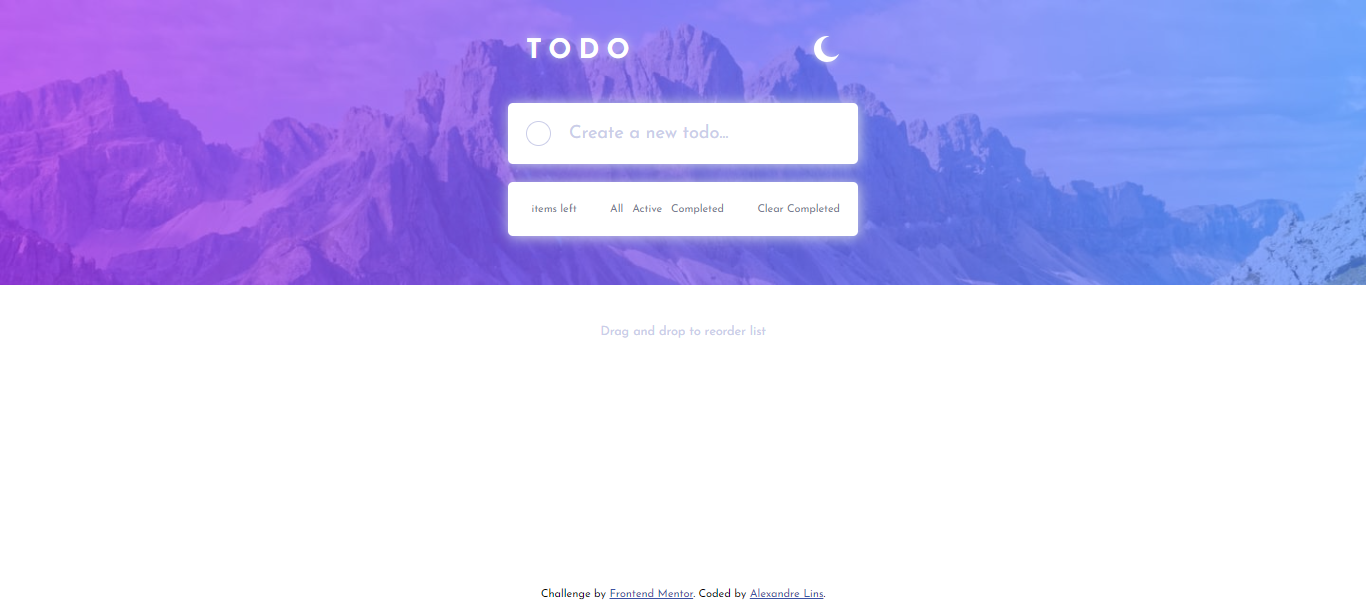 TODO
Create a new todo...
items left All Active Completed Clear Completed
Drag and drop to reorder list
Challenge by Frontend Mentor. Coded by Alexandre Lins.